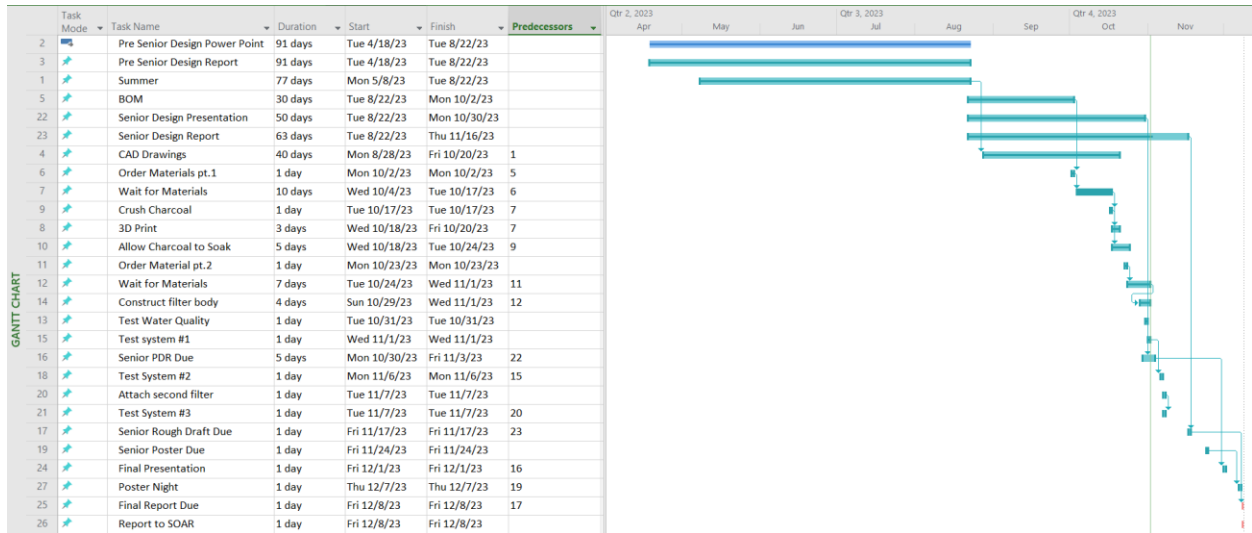 Qtr 2, 2023 Qtr 3, 2023 Qtr 4, 2023
Task Mode Task Name Duration Start Finish Predecessors Apr May Jun Jul Aug Sep Oct Nov
2 Pre Senior Design Power Point 91 days Tue 4/18/23 Tue 8/22/23
3 Pre Senior Design Report 91 days Tue 4/18/23 Tue 8/22/23
1 Summer 77 days Mon 5/8/23 Tue 8/22/23
5 BOM 30 days Tue 8/22/23 Mon 10/2/23
22 Senior Design Presentation 50 days Tue 8/22/23 Mon 10/30/23
23 Senior Design Report 63 days Tue 8/22/23 Thu 11/16/23
4 CAD Drawings 40 days Mon 8/28/23 Fri 10/20/23 1
6 Order Materials pt.1 1 day Mon 10/2/23 Mon 10/2/23 5
7 Wait for Materials 10 days Wed 10/4/23 Tue 10/17/23 6
9 Crush Charcoal 1 day Tue 10/17/23 Tue 10/17/23 7
8 3D Print 3 days Wed 10/18/23 Fri 10/20/23 7
10 Allow Charcoal to Soak 5 days Wed 10/18/23 Tue 10/24/23 9
11 Order Material pt.2 1 day Mon 10/23/23 Mon 10/23/23
12 Wait for Materials 7 days Tue 10/24/23 Wed 11/1/23 11
14 Construct filter body 4 days Sun 10/29/23 Wed 11/1/23 12
13 Test Water Quality 1 day Tue 10/31/23 Tue 10/31/23
15 Test system #1 1 day Wed 11/1/23 Wed 11/1/23
16 Senior PDR Due 5 days Mon 10/30/23 Fri 11/3/23 22
18 Test System #2 1 day Mon 11/6/23 Mon 11/6/23 15
20 Attach second filter 1 day Tue 11/7/23 Tue 11/7/23
21 Test System #3 1 day Tue 11/7/23 Tue 11/7/23 20
17 Senior Rough Draft Due 1 day Fri 11/17/23 Fri 11/17/23 23
19 Senior Poster Due 1 day Fri 11/24/23 Fri 11/24/23
24 Final Presentation 1 day Fri 12/1/23 Fri 12/1/23 16
27 Poster Night 1 day Thu 12/7/23 Thu 12/7/23 19
25 Final Report Due 1 day Fri 12/8/23 Fri 12/8/23 17
26 Report to SOAR 1 day Fri 12/8/23 Fri 12/8/23
GANTT CHART